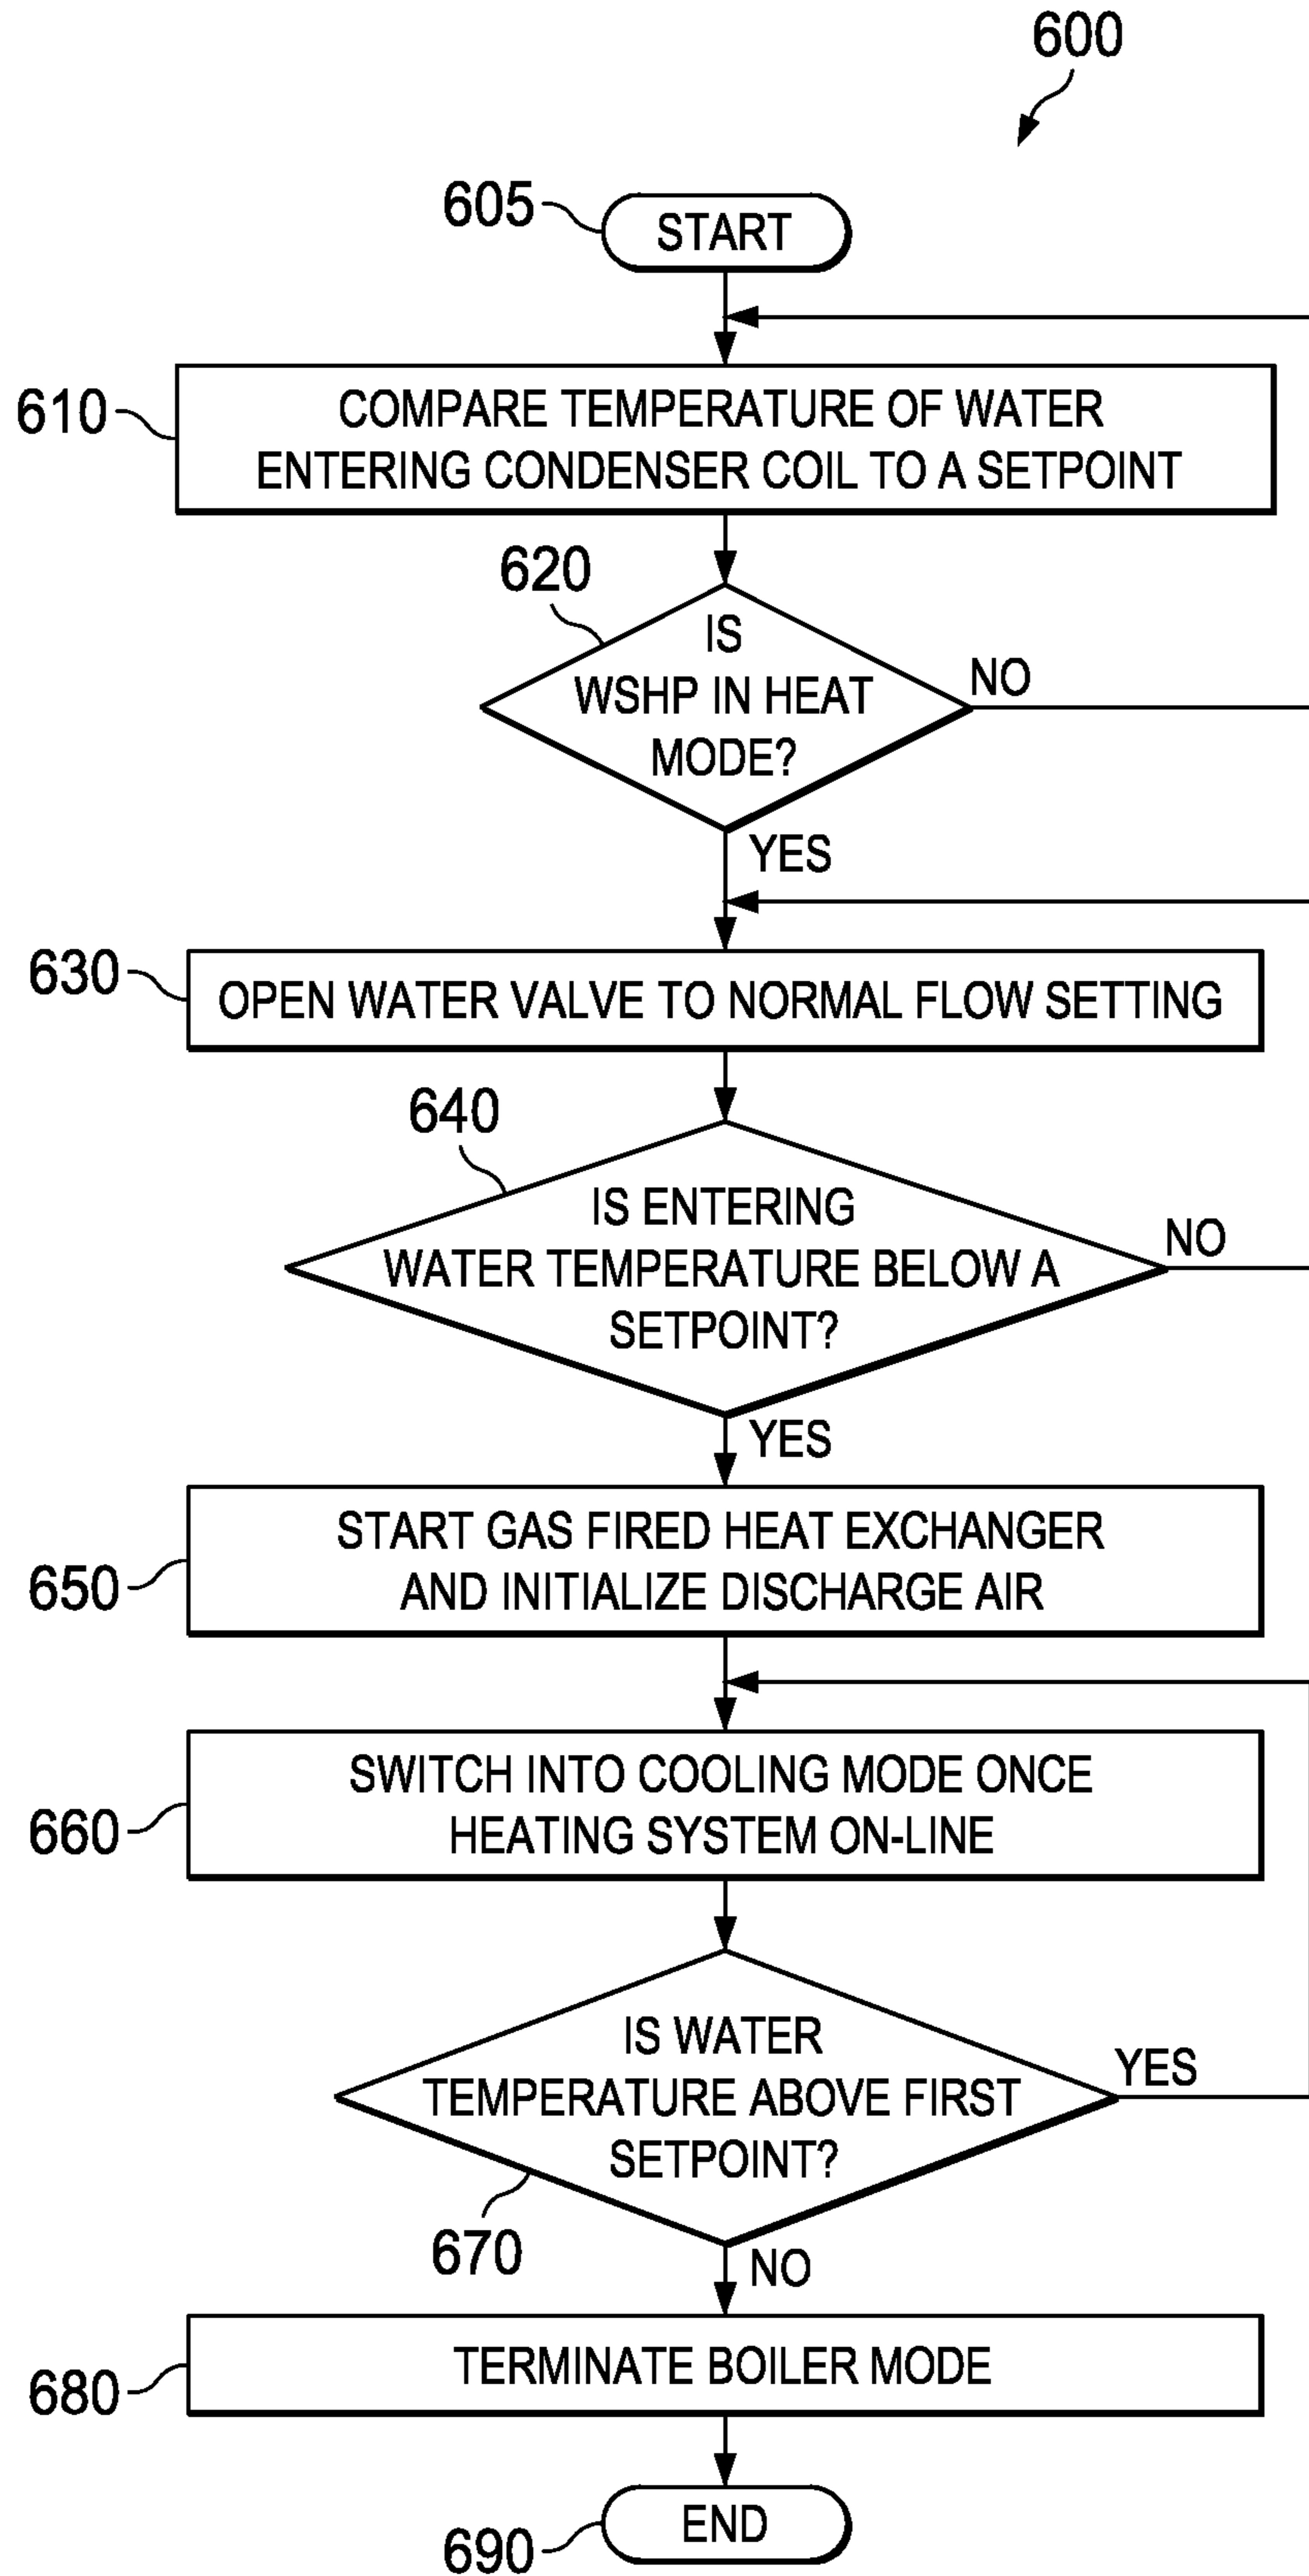 600
605
START
610
COMPARE TEMPERATURE OF WATER
ENTERING CONDENSER COIL TO A SETPOINT
620
IS
WSHP IN HEAT
MODE?
NO
YES
630
OPEN WATER VALVE TO NORMAL FLOW SETTING
640
IS ENTERING
WATER TEMPERATURE BELOW A
SETPOINT?
NO
YES
650
START GAS FIRED HEAT EXCHANGER
AND INITIALIZE DISCHARGE AIR
660
SWITCH INTO COOLING MODE ONCE
HEATING SYSTEM ON-LINE
IS WATER
TEMPERATURE ABOVE FIRST
SETPOINT?
YES
670
NO
680
TERMINATE BOILER MODE
690
END